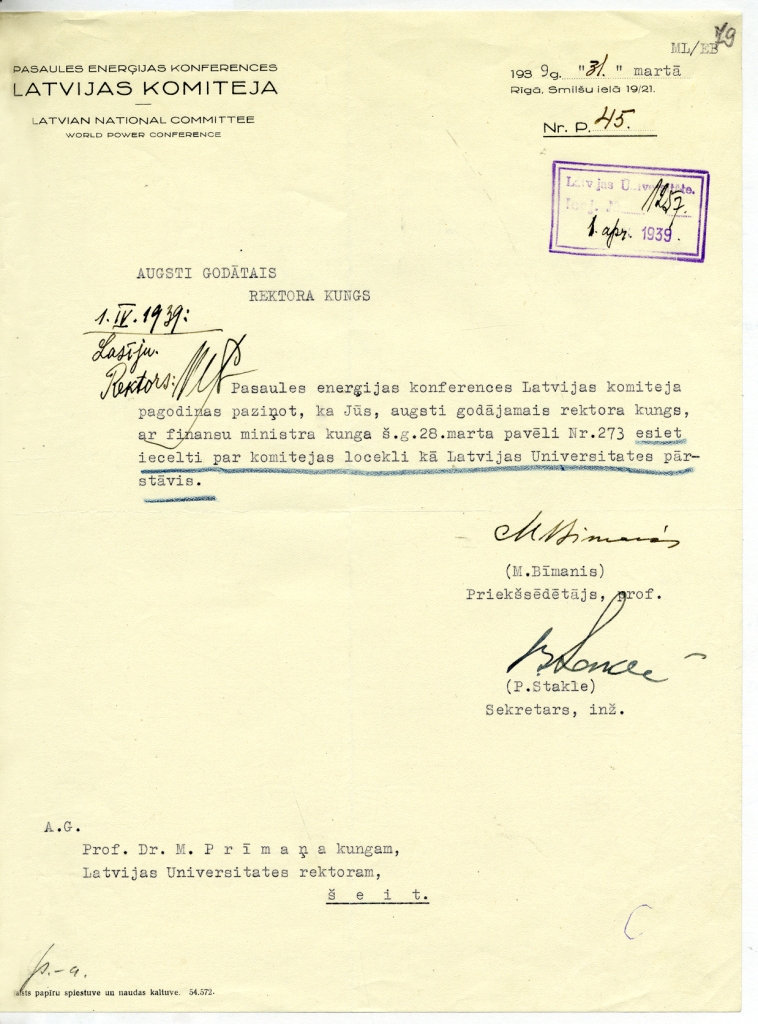 79
ML/EB
PASAULES ENERĢIJAS KONFERENCES
LATVIJAS KOMITEJA
LATVIAN NATIONAL COMMITTEE
WORLD POWER CONFERENCE
1939g. "31." martā
Rīgā, Smilšu ielā 19/21.
Nr. P. 45.
Latvijas Universitāte.
1257.
1. apr. 1939.
AUGSTI GODĀTAIS
REKTORA KUNGS
1. IV. 1939:
Lasīju.
Rektors:
Pasaules enerģijas konferences Latvijas komiteja
pagodinas paziņot, ka Jūs, augsti godājamais rektora kungs,
ar finansu ministra kunga š.g.28.marta pavēli Nr.273 esiet
iecelti par komitejas locekli kā Latvijas Universitates pār-
stāvis.
(M.Bīmanis)
Priekšsēdētājs, prof.
(P.Stakle)
Sekretars, inž.
A.G.
Prof. Dr. M. P r ī m a ņ a kungam,
Latvijas Universitates rektoram,
š e i t.
p.-a.
papīru spiestuve un naudas kaltuve. 54.572.